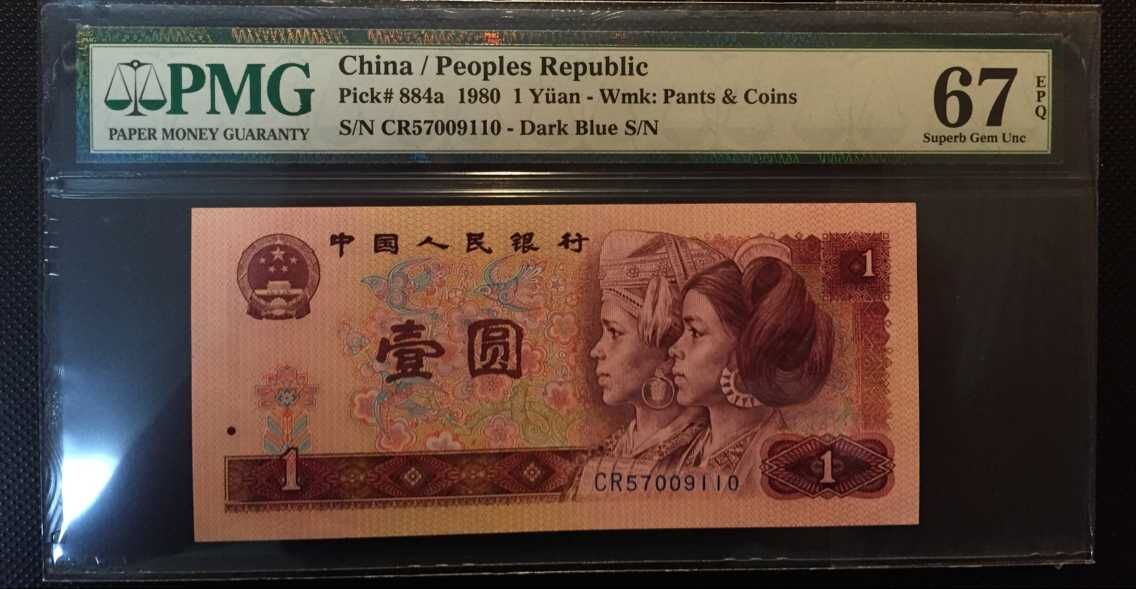 PMG
PAPER MONEY GUARANTY
China / Peoples Republic
Pick# 884a 1980 1 Yüan - Wmk: Pants & Coins
S/N CR57009110 - Dark Blue S/N
67
EPQ
Superb Gem Unc
中国人民银行
1
壹圆
1
CR57009110
1